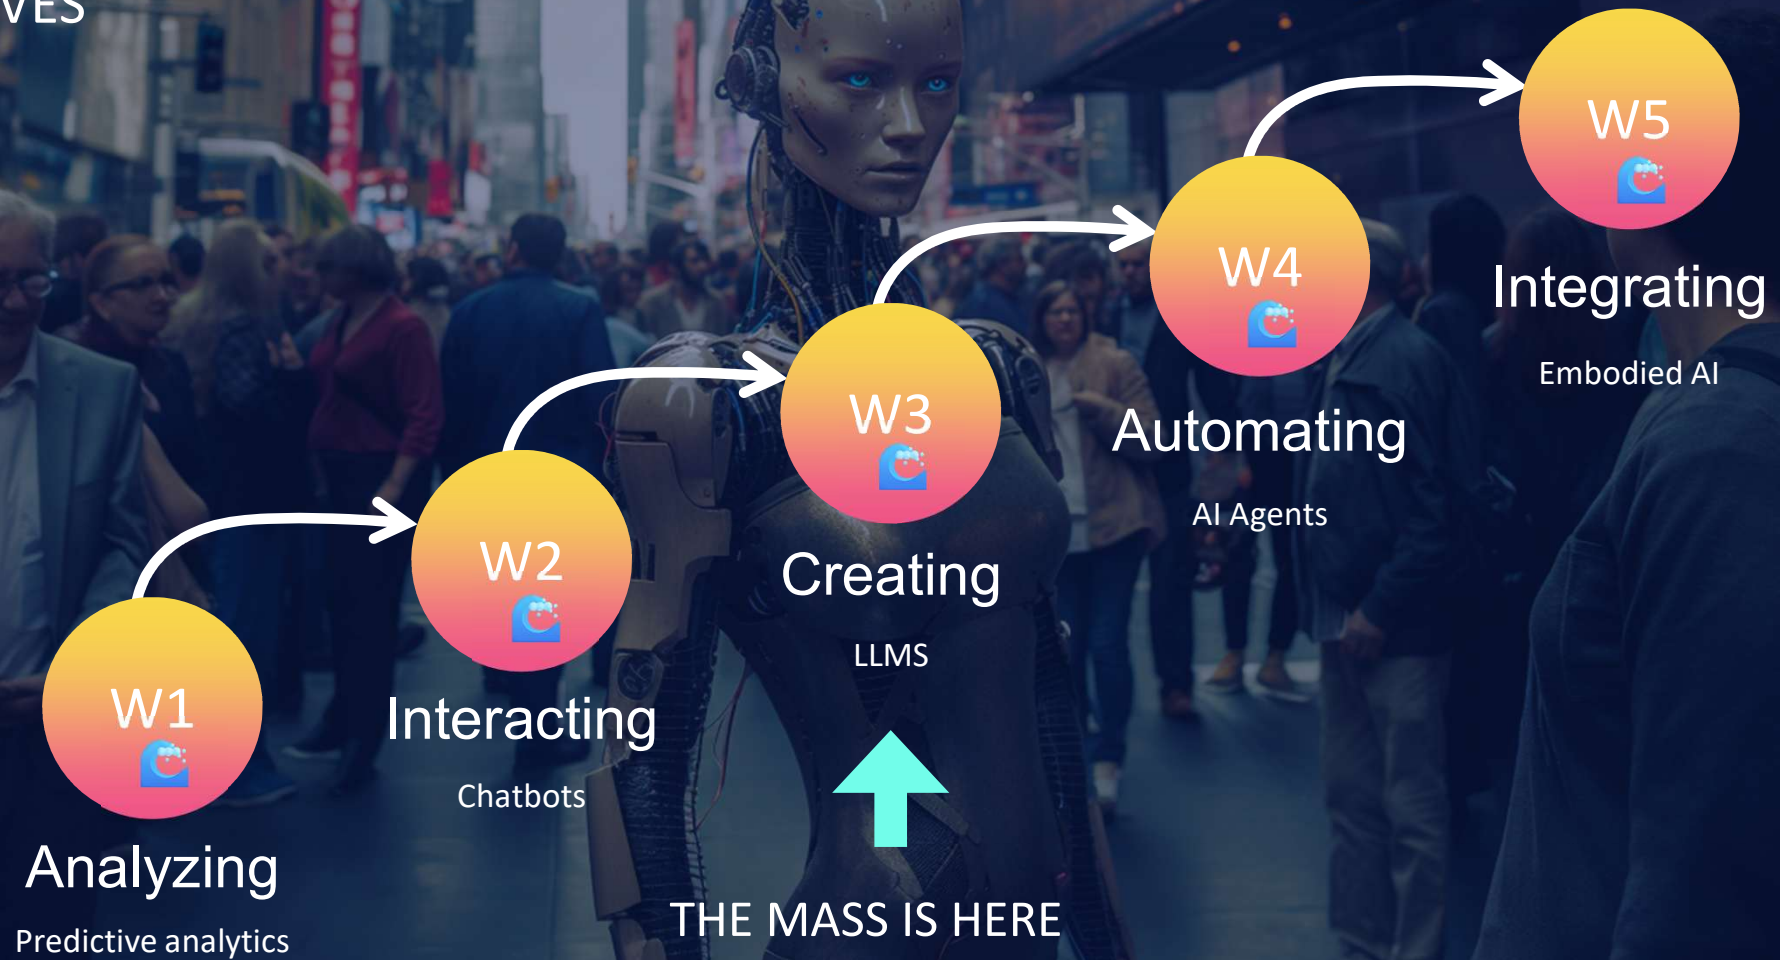 VES
W1
Analyzing
Predictive analytics
W2
Interacting
Chatbots
W3
Creating
LLMS
THE MASS IS HERE
W4
Automating
AI Agents
W5
Integrating
Embodied AI